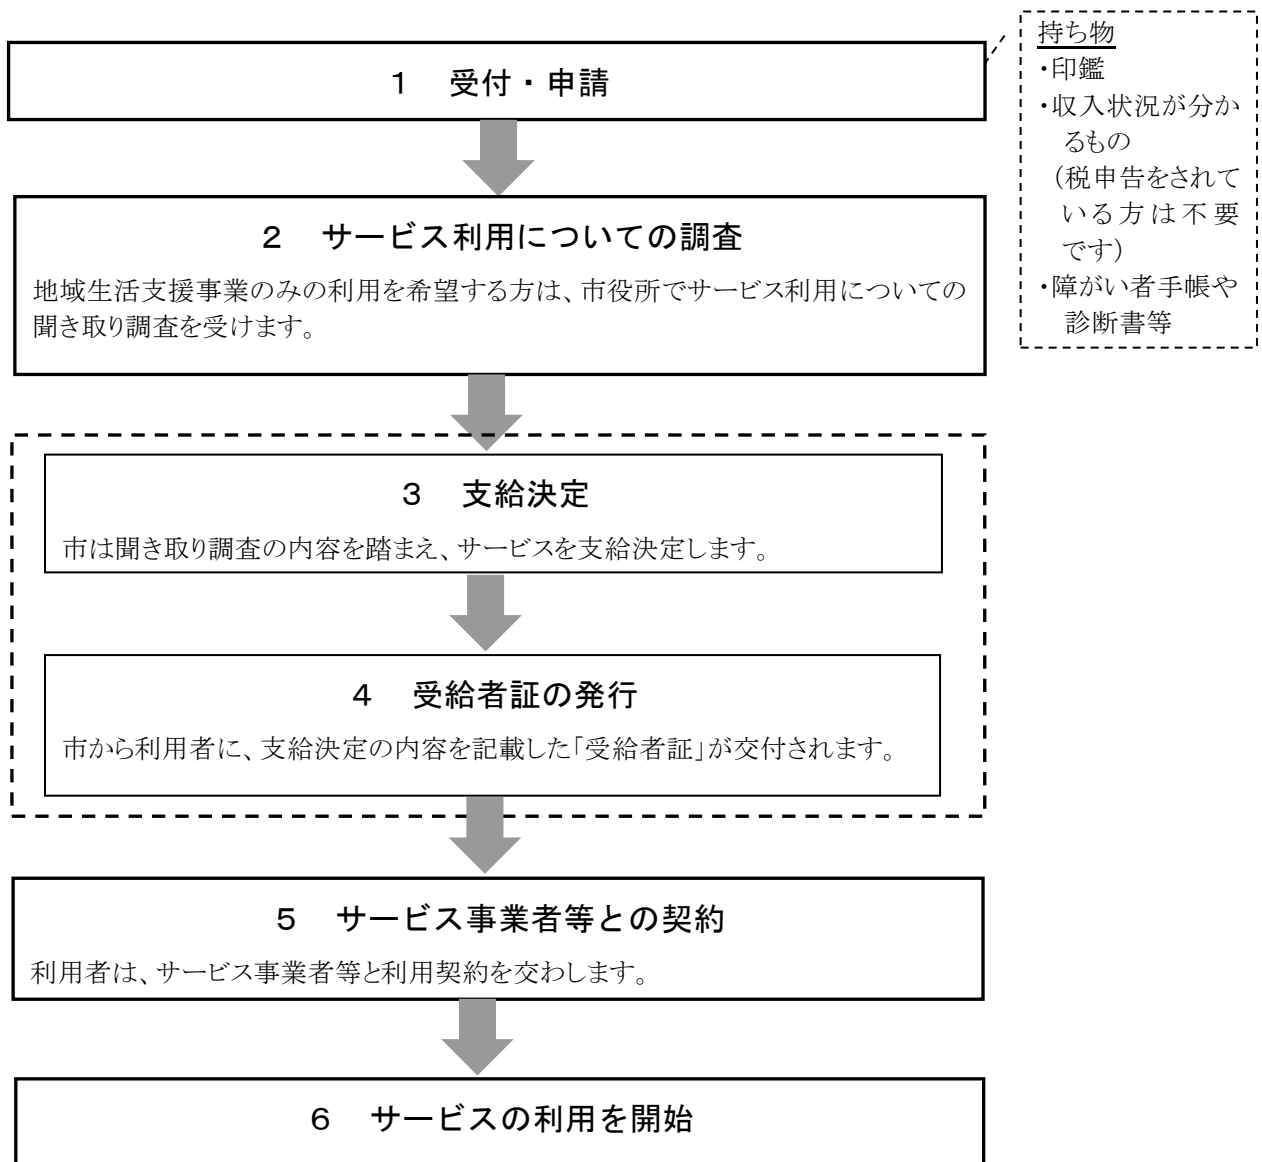 1　受付・申請
持ち物
・印鑑
・収入状況が分か
るもの
（税申告をされて
いる方は不要
です）
・障がい者手帳や
診断書等
2　サービス利用についての調査
地域生活支援事業のみの利用を希望する方は、市役所でサービス利用についての
聞き取り調査を受けます。
3　支給決定
市は聞き取り調査の内容を踏まえ、サービスを支給決定します。
4　受給者証の発行
市から利用者に、支給決定の内容を記載した「受給者証」が交付されます。
5　サービス事業者等との契約
利用者は、サービス事業者等と利用契約を交わします。
6　サービスの利用を開始